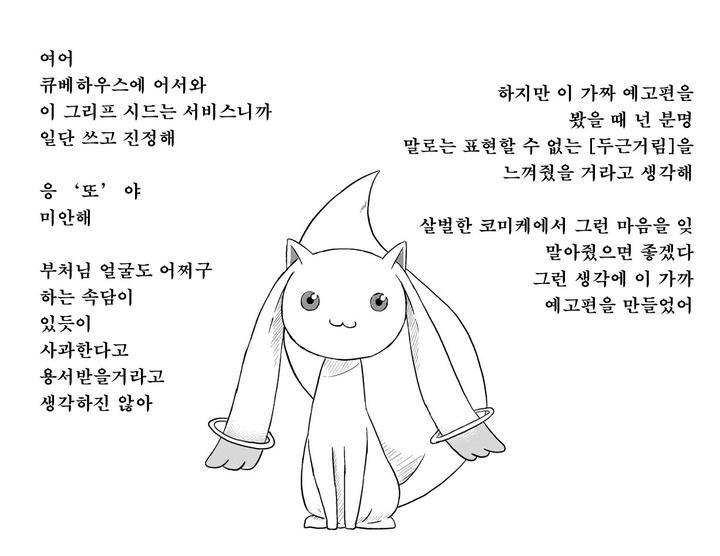 여어
큐베하우스에 어서와
이 그리프 시드는 서비스니까
일단 쓰고 진정해
응 ‘또’ 야
미안해
부처님 얼굴도 어쩌구
하는 속담이
있듯이
사과한다고
용서받을거라고
생각하진 않아
하지만 이 가짜 예고편을
봤을 때 넌 분명
말로는 표현할 수 없는 [두근거림]을
느껴줬을 거라고 생각해
살벌한 코미케에서 그런 마음을 잊
말아줬으면 좋겠다
그런 생각에 이 가까
예고편을 만들었어